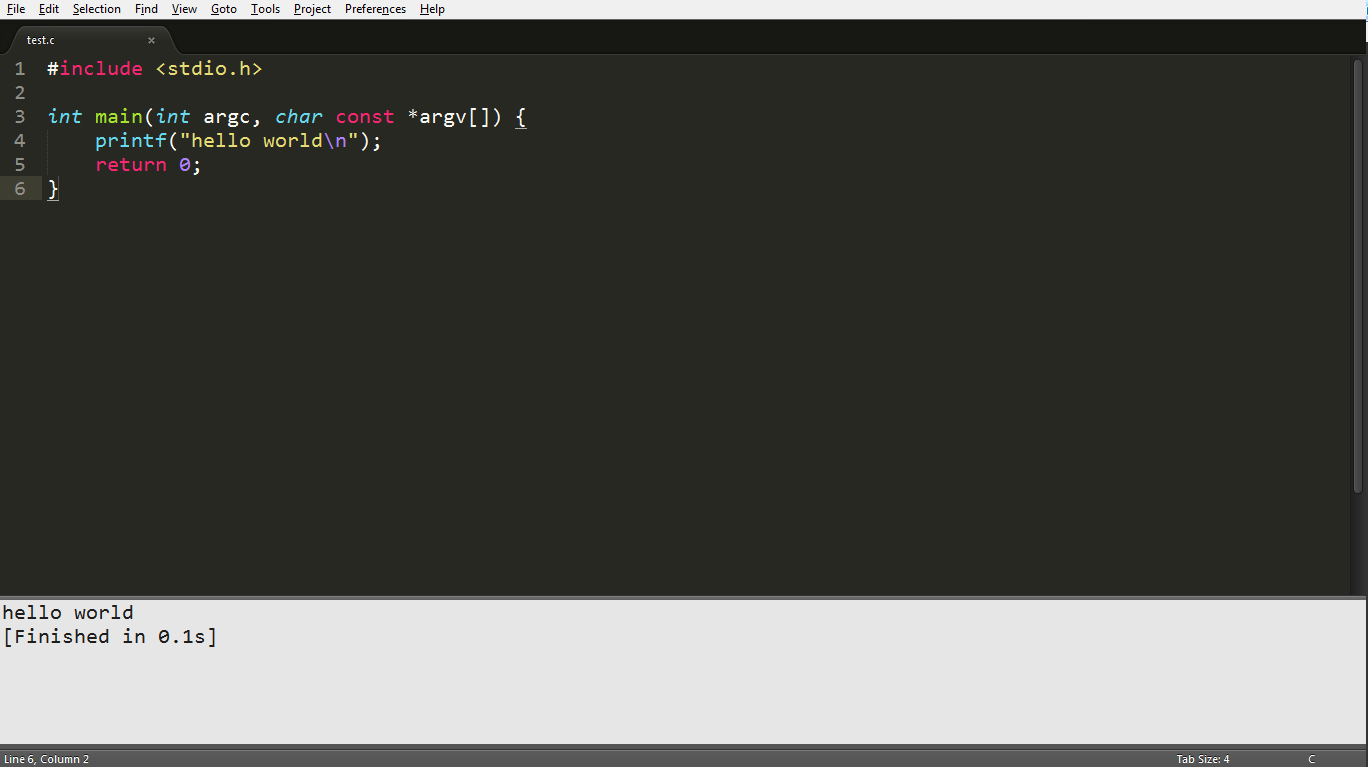 File Edit Selection Find View Goto Tools Project Preferences Help
test.c ×
1 #include <stdio.h>
2
3 int main(int argc, char const *argv[]) {
4     printf("hello world\n");
5     return 0;
6 }
hello world
[Finished in 0.1s]
Line 6, Column 2 Tab Size: 4 C